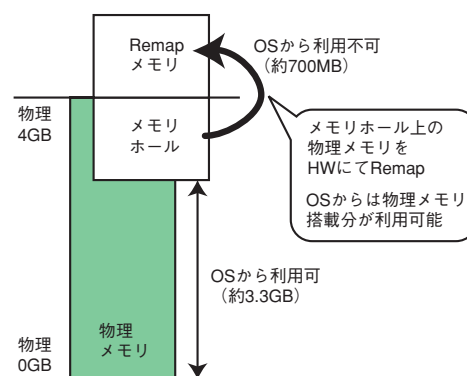 Remap
メモリ
OSから利用不可
（約700MB）
物理
4GB
メモリ
ホール
メモリホール上の
物理メモリを
HWにてRemap
OSからは物理メモリ
搭載分が利用可能
OSから利用可
（約3.3GB）
物理
メモリ
物理
0GB